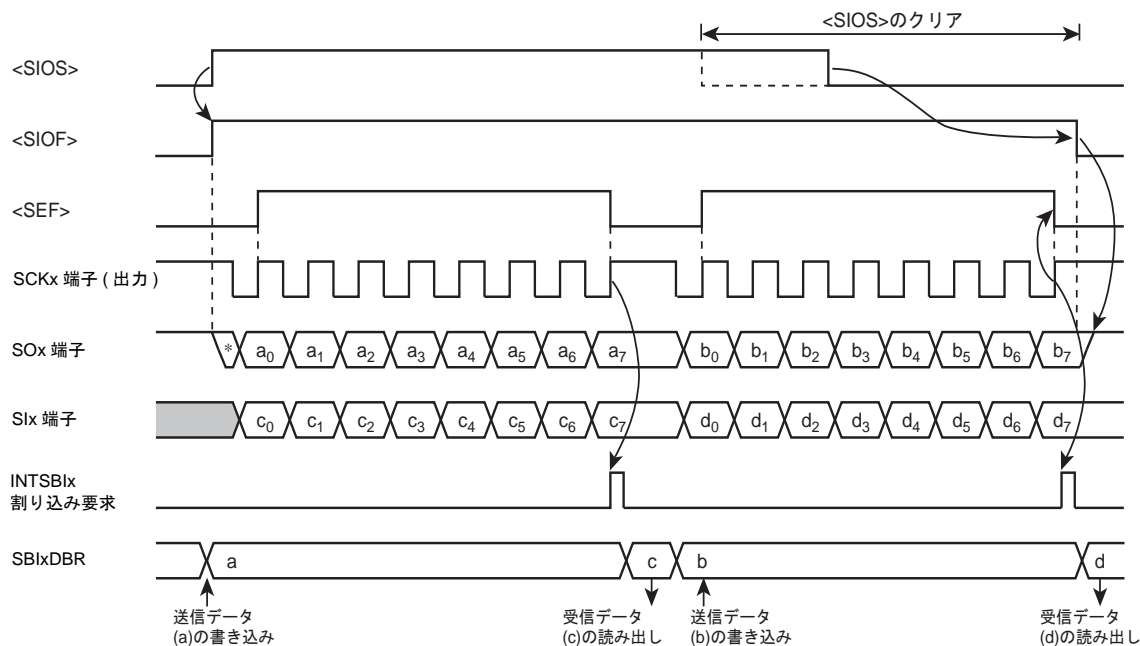 <SIOS>のクリア
<SIOS>
<SIOF>
<SEF>
SCKx 端子 ( 出力 )
SOx 端子
* a0 a1 a2 a3 a4 a5 a6 a7 b0 b1 b2 b3 b4 b5 b6 b7
SIx 端子
c0 c1 c2 c3 c4 c5 c6 c7 d0 d1 d2 d3 d4 d5 d6 d7
INTSBIx
割り込み要求
SBIxDBR
a c b d
送信データ
(a)の書き込み
受信データ
(c)の読み出し
送信データ
(b)の書き込み
受信データ
(d)の読み出し